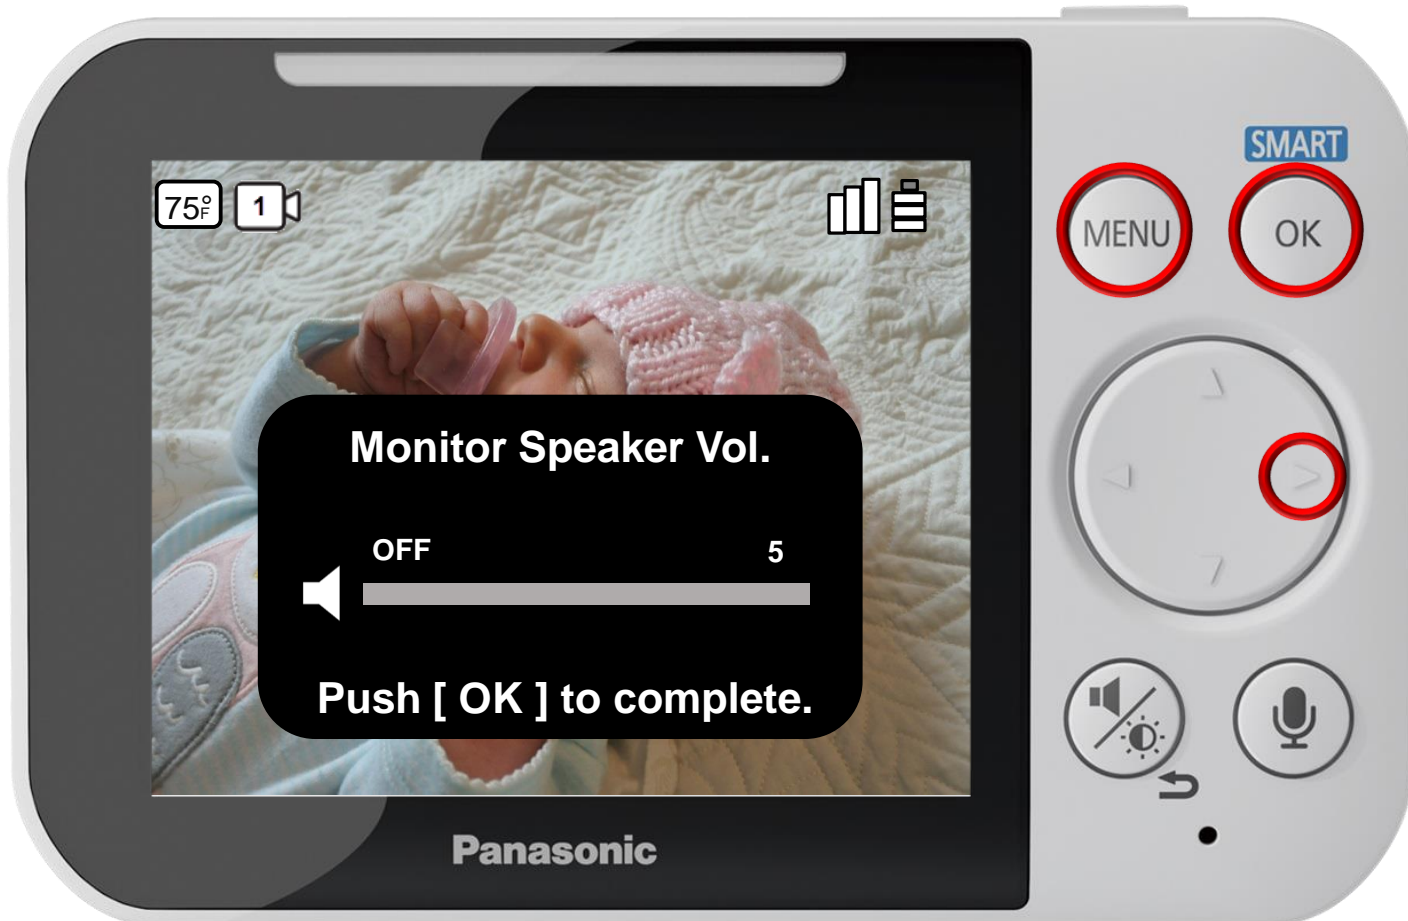 SMART
75°F
1
MENU
OK
Monitor Speaker Vol.
OFF 5
Push [ OK ] to complete.
Panasonic